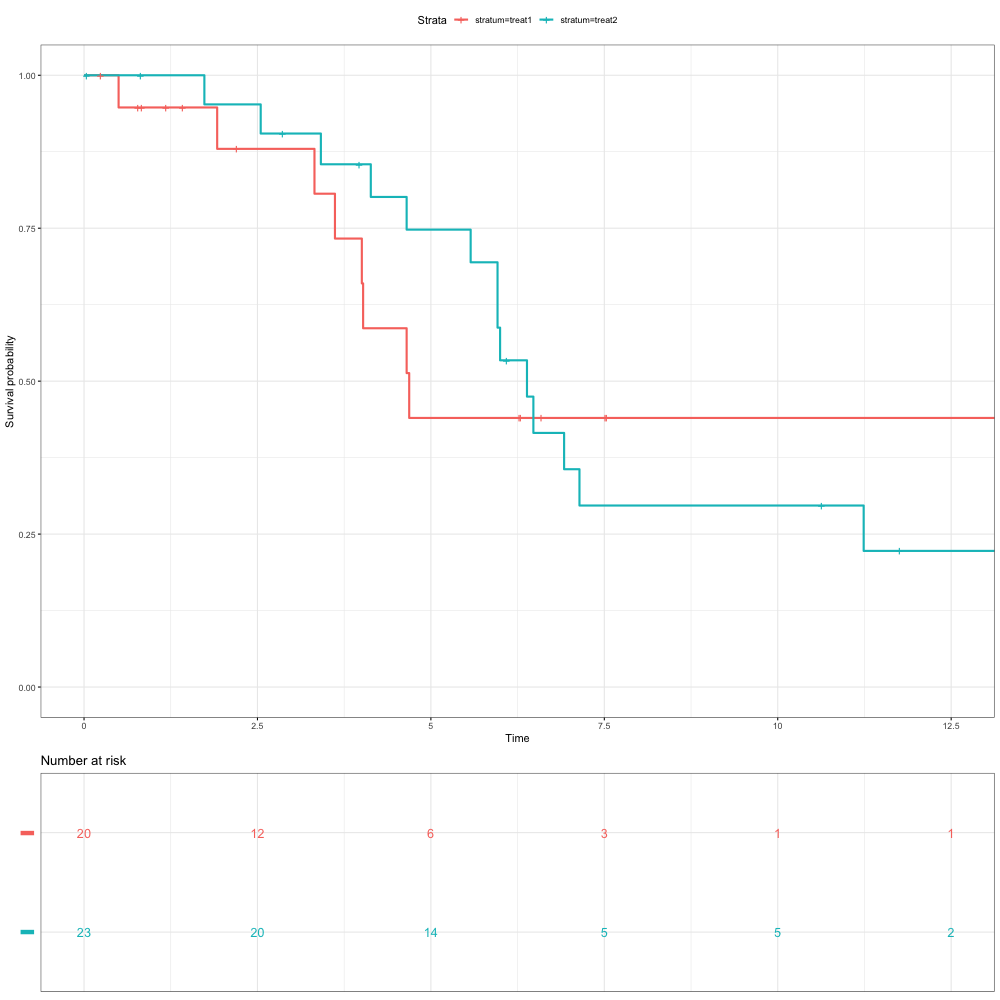 Strata stratum=treat1 stratum=treat2
Survival probability
1.00
0.75
0.50
0.25
0.00
0 2.5 5 7.5 10 12.5
Time
Number at risk
20 12 6 3 1 1
23 20 14 5 5 2